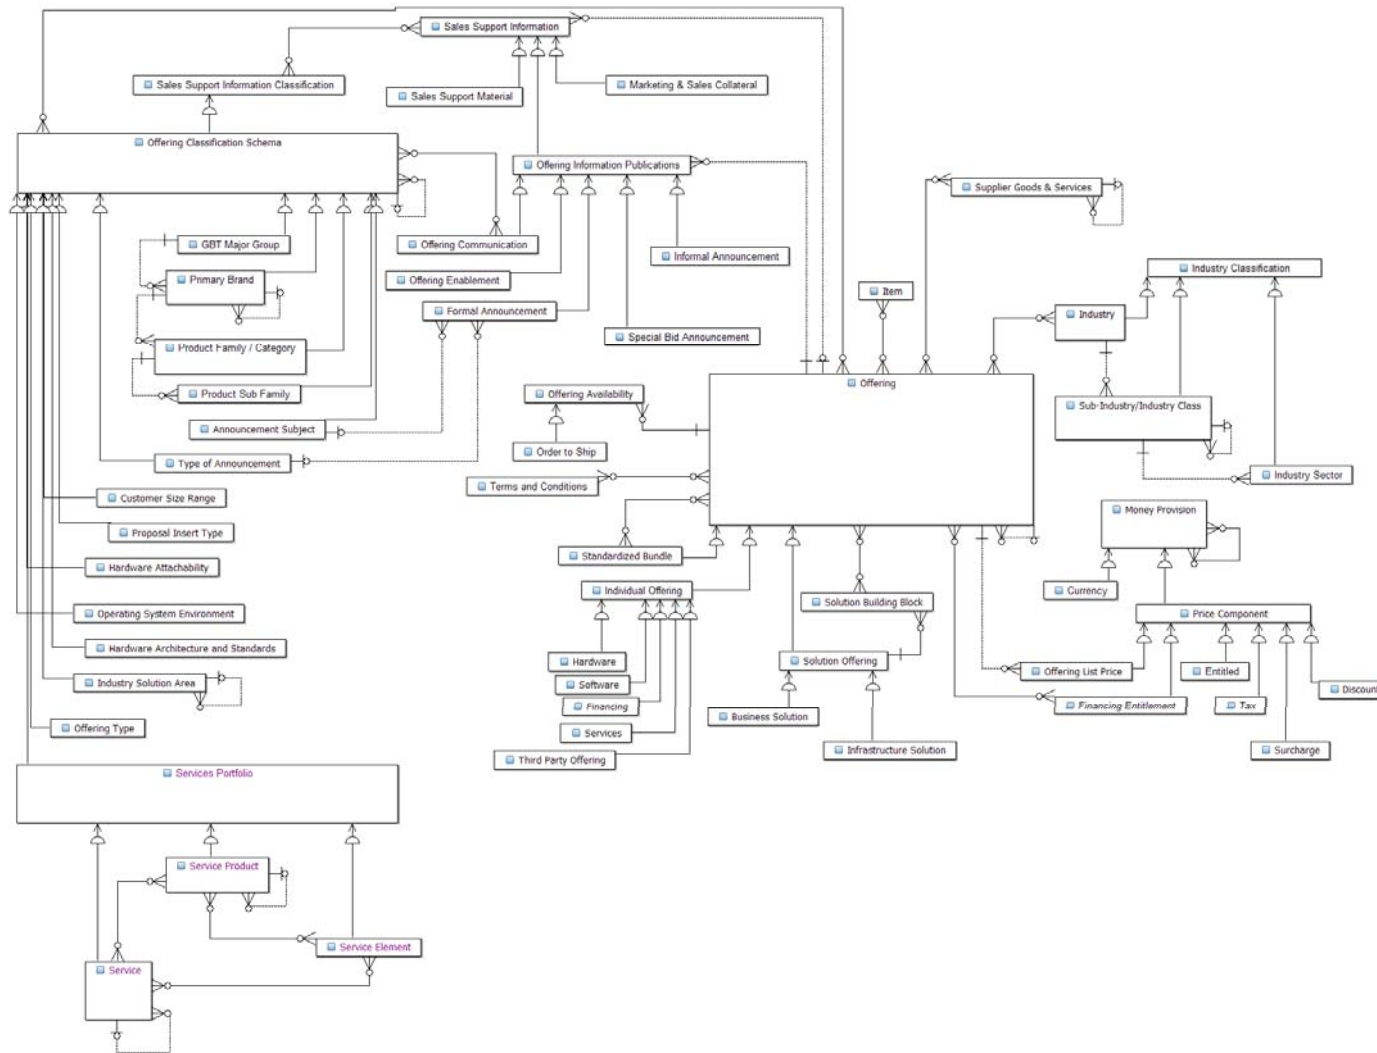 Sales Support Information
Sales Support Information Classification
Sales Support Material
Marketing & Sales Collateral
Offering Classification Schema
Offering Information Publications
Supplier Goods & Services
GBT Major Group
Offering Communication
Informal Announcement
Industry Classification
Primary Brand
Offering Enablement
Item
Formal Announcement
Industry
Special Bid Announcement
Product Family / Category
Offering
Product Sub Family
Offering Availability
Sub-Industry/Industry Class
Announcement Subject
Order to Ship
Type of Announcement
Industry Sector
Terms and Conditions
Customer Size Range
Money Provision
Proposal Insert Type
Standardized Bundle
Hardware Attachability
Individual Offering
Currency
Solution Building Block
Operating System Environment
Price Component
Hardware Architecture and Standards
Hardware
Solution Offering
Offering List Price
Entitled
Industry Solution Area
Software
Discount
Financing
Financing Entitlement
Tax
Business Solution
Offering Type
Services
Infrastructure Solution
Surcharge
Third Party Offering
Services Portfolio
Service Product
Service Element
Service